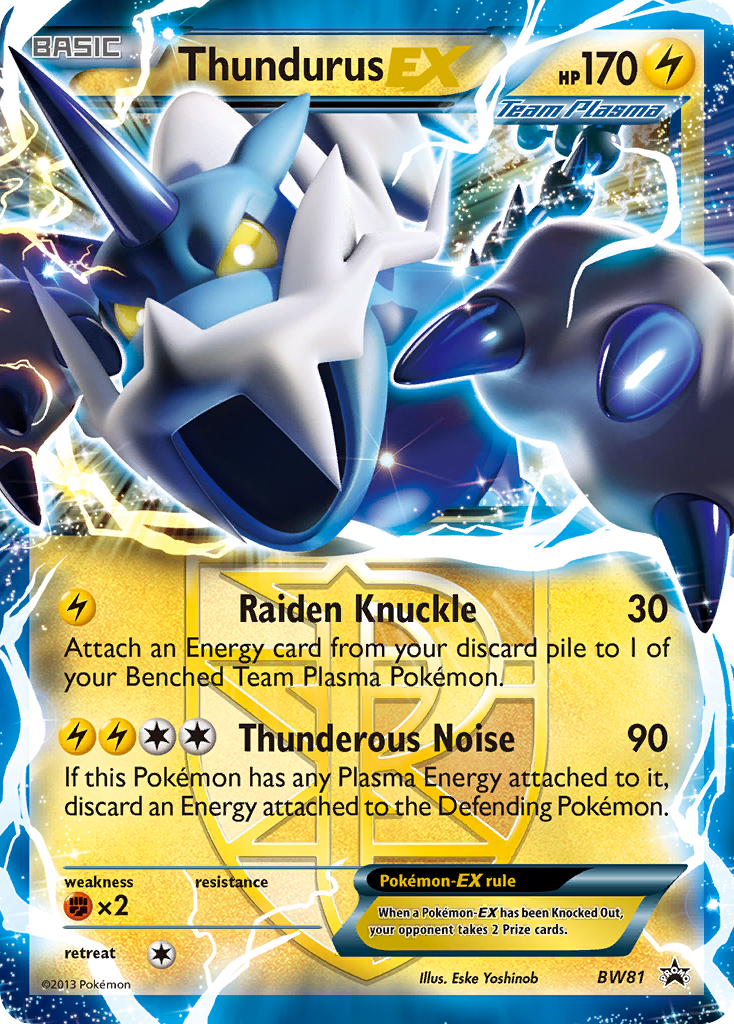 BASIC
Thundurus EX
HP 170
Team Plasma
Raiden Knuckle 30
Attach an Energy card from your discard pile to 1 of
your Benched Team Plasma Pokémon.
Thunderous Noise 90
If this Pokémon has any Plasma Energy attached to it,
discard an Energy attached to the Defending Pokémon.
weakness resistance
×2
Pokémon-EX rule
When a Pokémon-EX has been Knocked Out,
your opponent takes 2 Prize cards.
retreat
©2013 Pokémon
Illus. Eske Yoshinob
BW81
PROMO